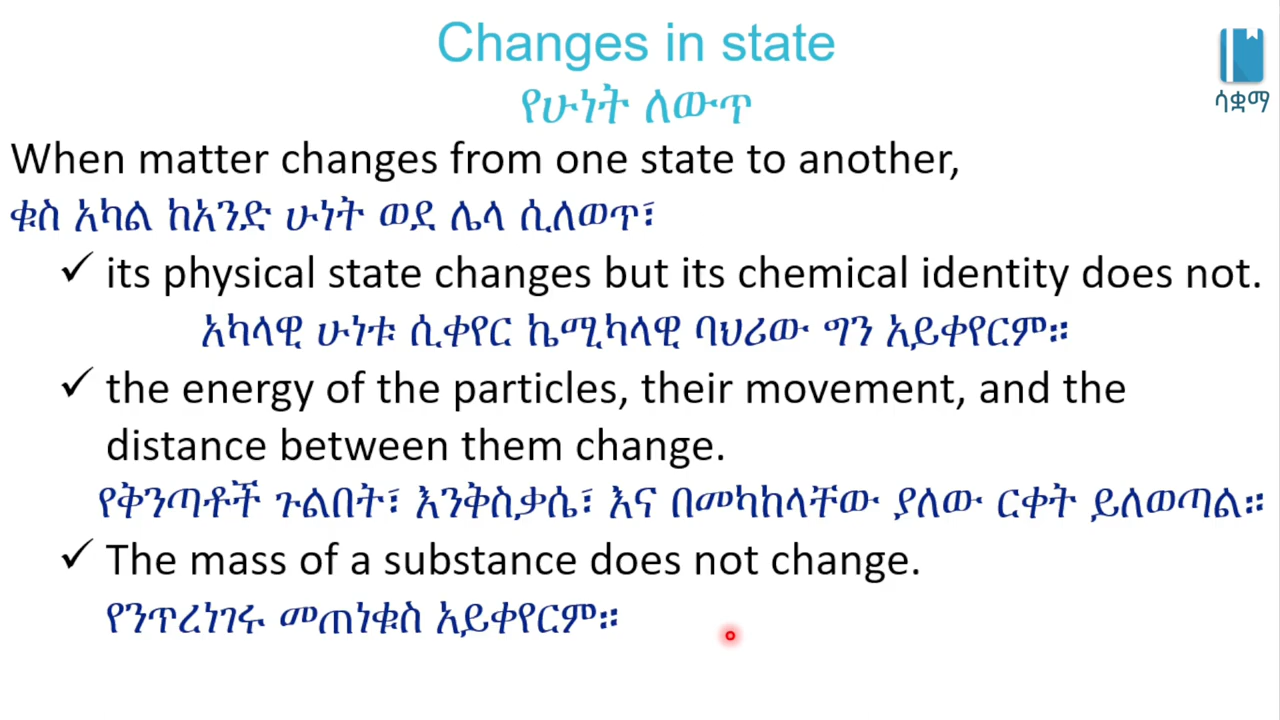 Changes in state
የሁነት ለውጥ
ሳቋማ
When matter changes from one state to another,
ቁስ አካል ከአንድ ሁነት ወደ ሌላ ሲለወጥ፣
✓ its physical state changes but its chemical identity does not.
አካላዊ ሁነቱ ሲቀየር ኬሚካላዊ ባህሪው ግን አይቀየርም።
✓ the energy of the particles, their movement, and the
distance between them change.
የቅንጣቶች ጉልበት፣ እንቅስቃሴ፣ እና በመካከላቸው ያለው ርቀት ይለወጣል።
✓ The mass of a substance does not change.
የንጥረነገሩ መጠነቁስ አይቀየርም።